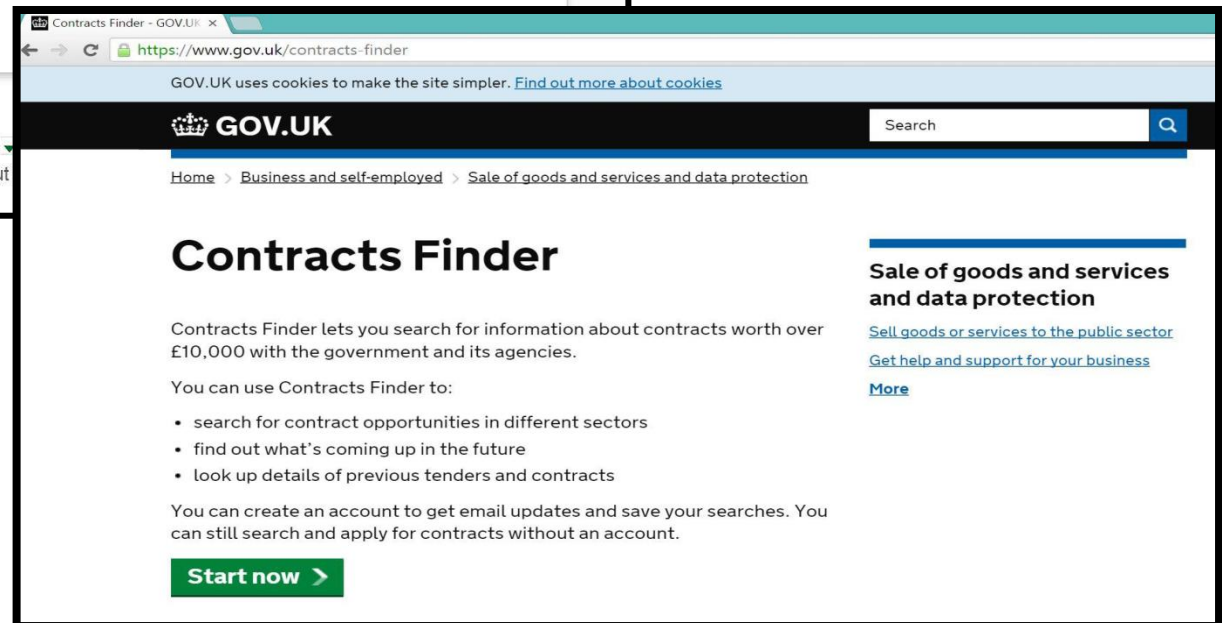 Contracts Finder - GOV.UK
https://www.gov.uk/contracts-finder
GOV.UK uses cookies to make the site simpler. Find out more about cookies
GOV.UK
Search
Home > Business and self-employed > Sale of goods and services and data protection
Contracts Finder
Contracts Finder lets you search for information about contracts worth over
£10,000 with the government and its agencies.
You can use Contracts Finder to:
• search for contract opportunities in different sectors
• find out what's coming up in the future
• look up details of previous tenders and contracts
You can create an account to get email updates and save your searches. You
can still search and apply for contracts without an account.
Start now >
Sale of goods and services
and data protection
Sell goods or services to the public sector
Get help and support for your business
More